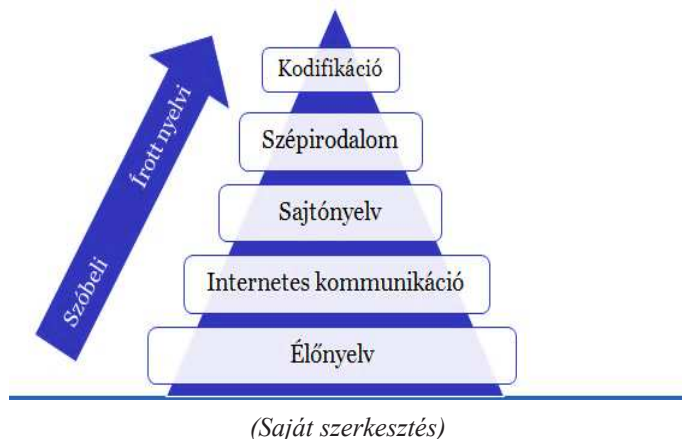 Kodifikáció
Szépirodalom
Sajtónyelv
Internetes kommunikáció
Élőnyelv
Szóbeli Írott nyelvi
(Saját szerkesztés)